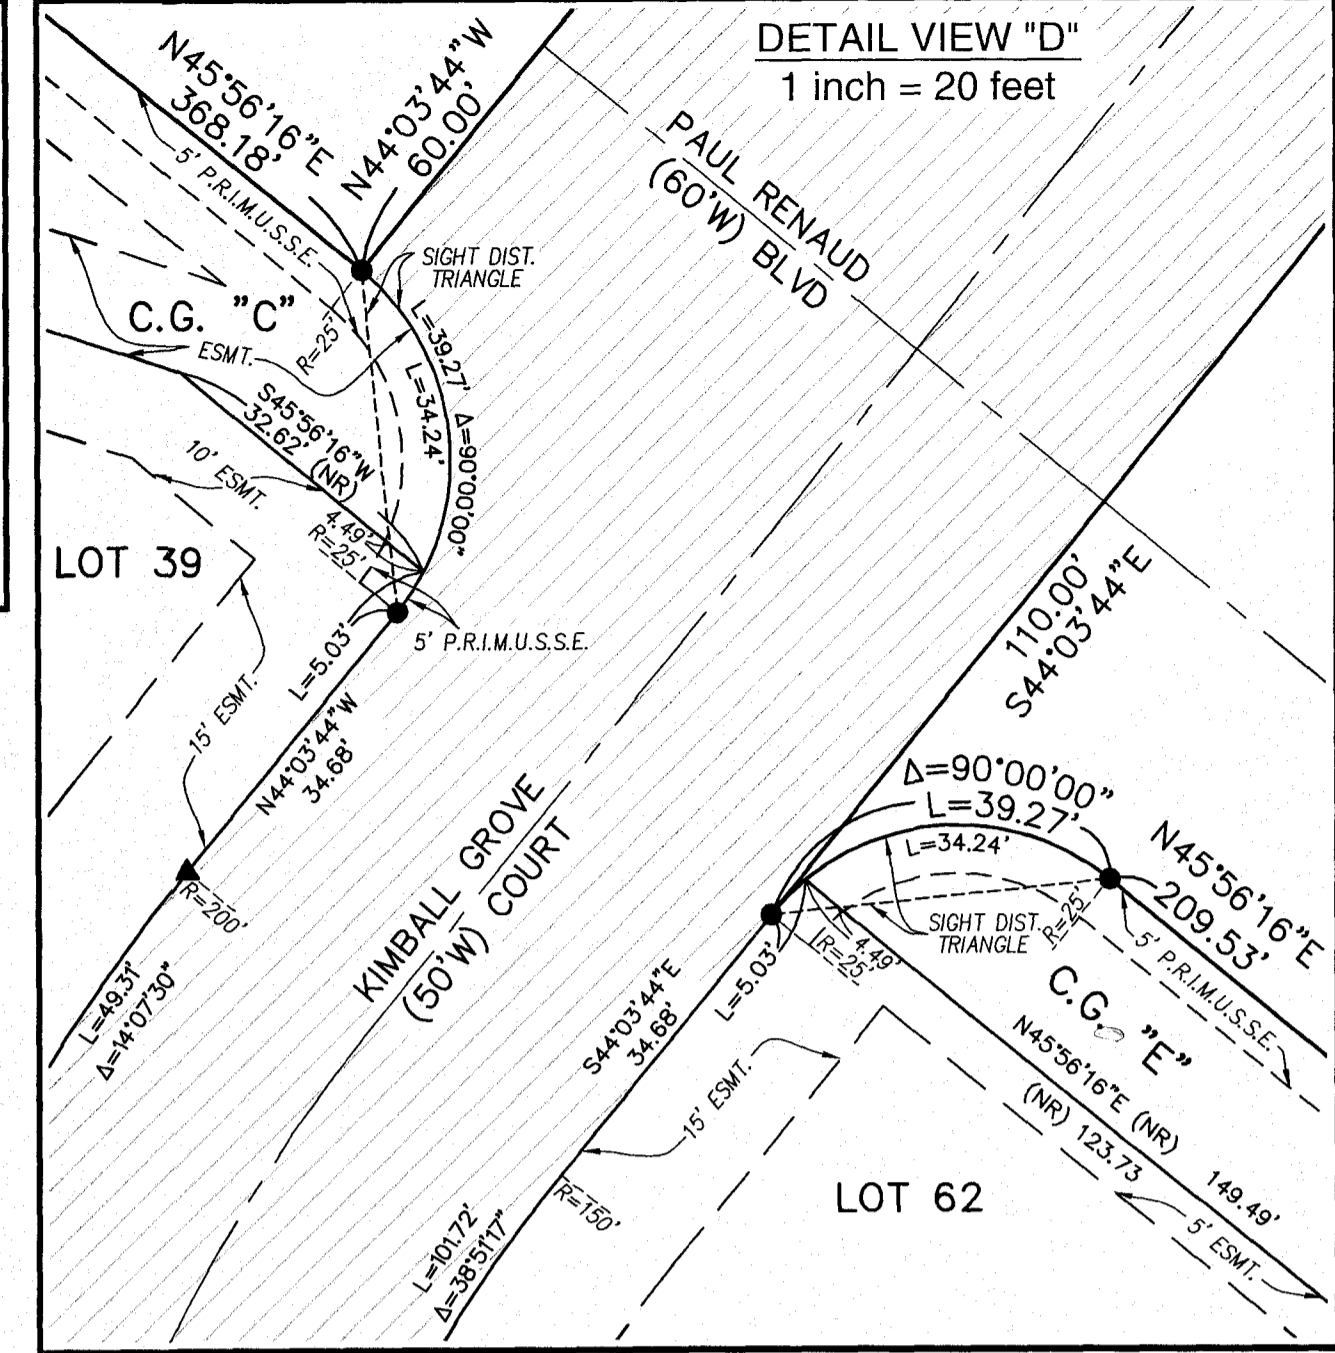 DETAIL VIEW "D"
1 inch = 20 feet
N45°56'16"E
368.18'
N44°03'44"W
60.00'
PAUL RENAUD
(60'W) BLVD
5' P.R.I.M.U.S.S.E.
SIGHT DIST.
TRIANGLE
C.G. "C"
ESMT.
R=25'
L=39.27'
L=34.24'
Δ=90°00'00"
S45°56'16"W
32.62'
(NR)
10' ESMT.
4.49'
R=25'
LOT 39
5' P.R.I.M.U.S.S.E.
L=5.03'
15' ESMT.
N44°03'44"W
34.68'
R=200'
L=49.31'
Δ=14°07'30"
KIMBALL GROVE
(50'W) COURT
110.00'
S44°03'44"E
Δ=90°00'00"
L=39.27'
L=34.24'
N45°56'16"E
209.53'
SIGHT DIST.
TRIANGLE
R=25'
5' P.R.I.M.U.S.S.E.
4.49'
R=25'
L=5.03'
C.G. "E"
S44°03'44"E
34.68'
N45°56'16"E (NR)
(NR) 123.73
149.49'
15' ESMT.
5' ESMT.
LOT 62
R=150'
L=101.72'
Δ=38°51'17"